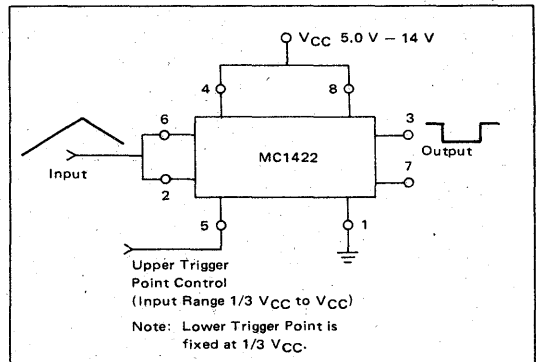 VCC 5.0 V – 14 V
4
8
6
3
MC1422
Output
Input
7
2
5
1
Upper Trigger
Point Control
(Input Range 1/3 VCC to VCC)
Note: Lower Trigger Point is
fixed at 1/3 VCC.